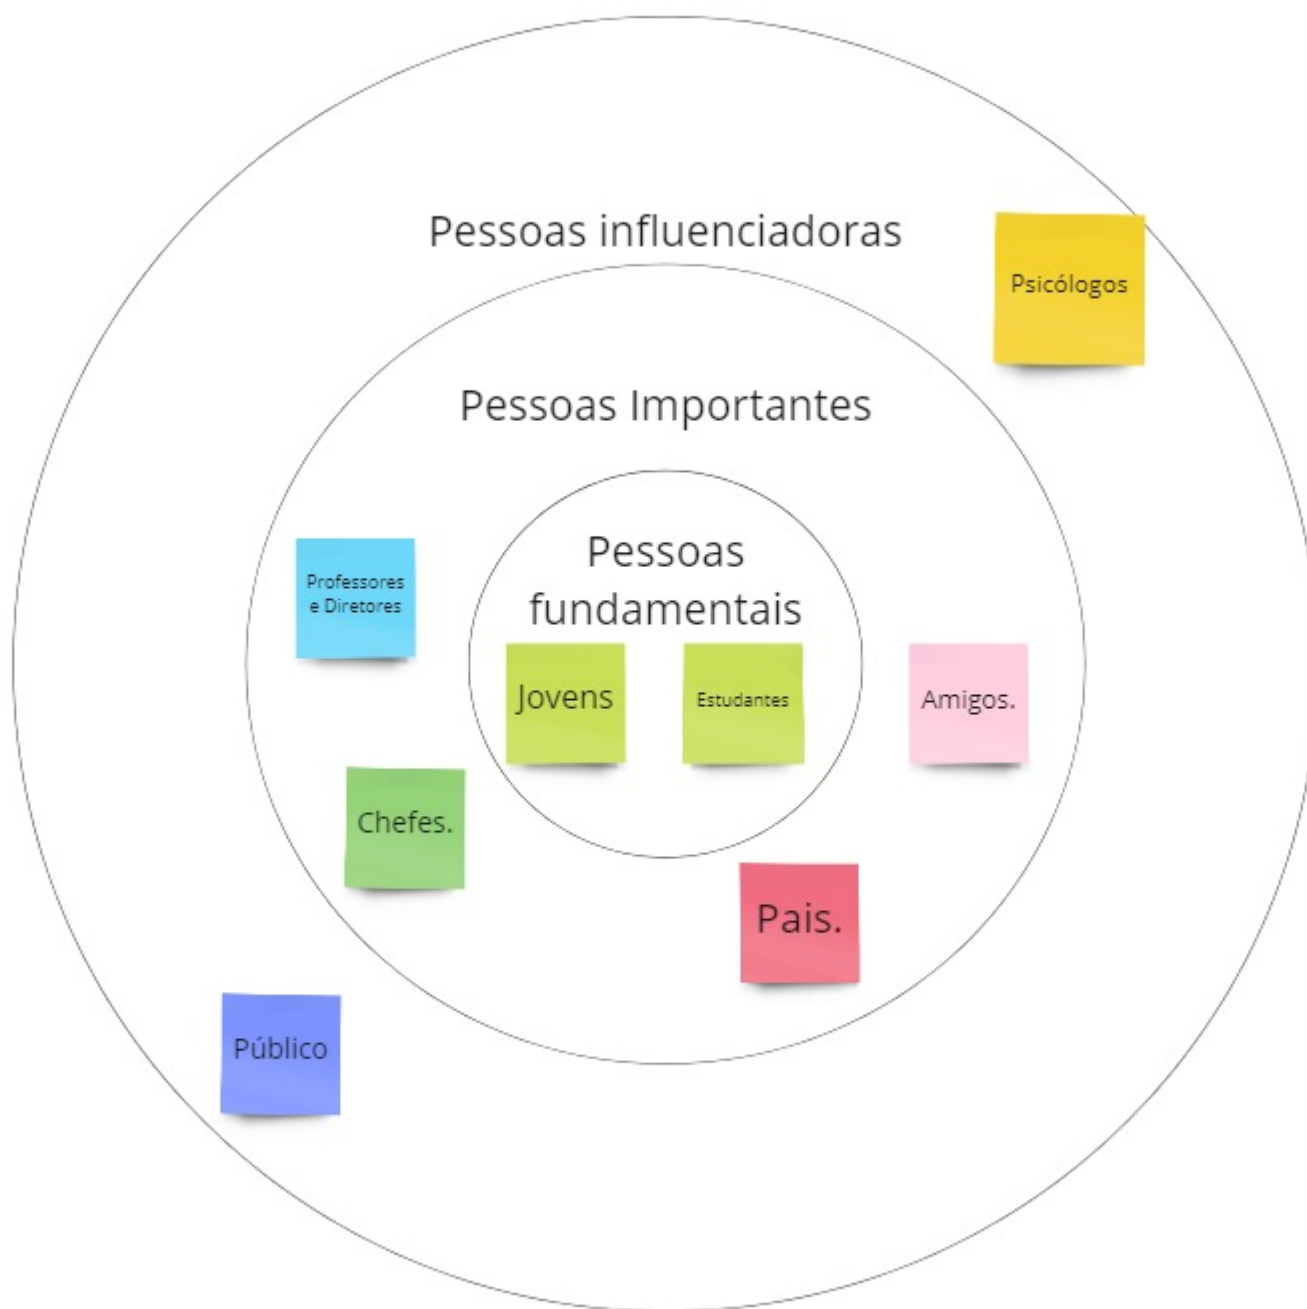 Pessoas influenciadoras
Psicólogos
Pessoas Importantes
Pessoas
fundamentais
Professores
e Diretores
Jovens
Estudantes
Amigos.
Chefes.
Pais.
Público